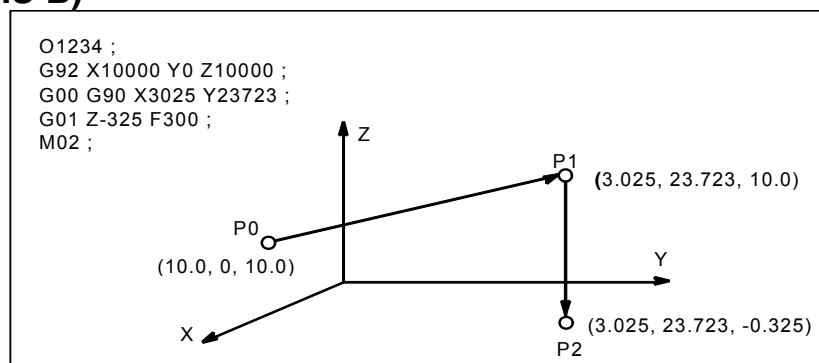 O1234 ;
G92 X10000 Y0 Z10000 ;
G00 G90 X3025 Y23723 ;
G01 Z-325 F300 ;
M02 ;
Z
P1
(3.025, 23.723, 10.0)
P0
(10.0, 0, 10.0)
Y
X
(3.025, 23.723, -0.325)
P2